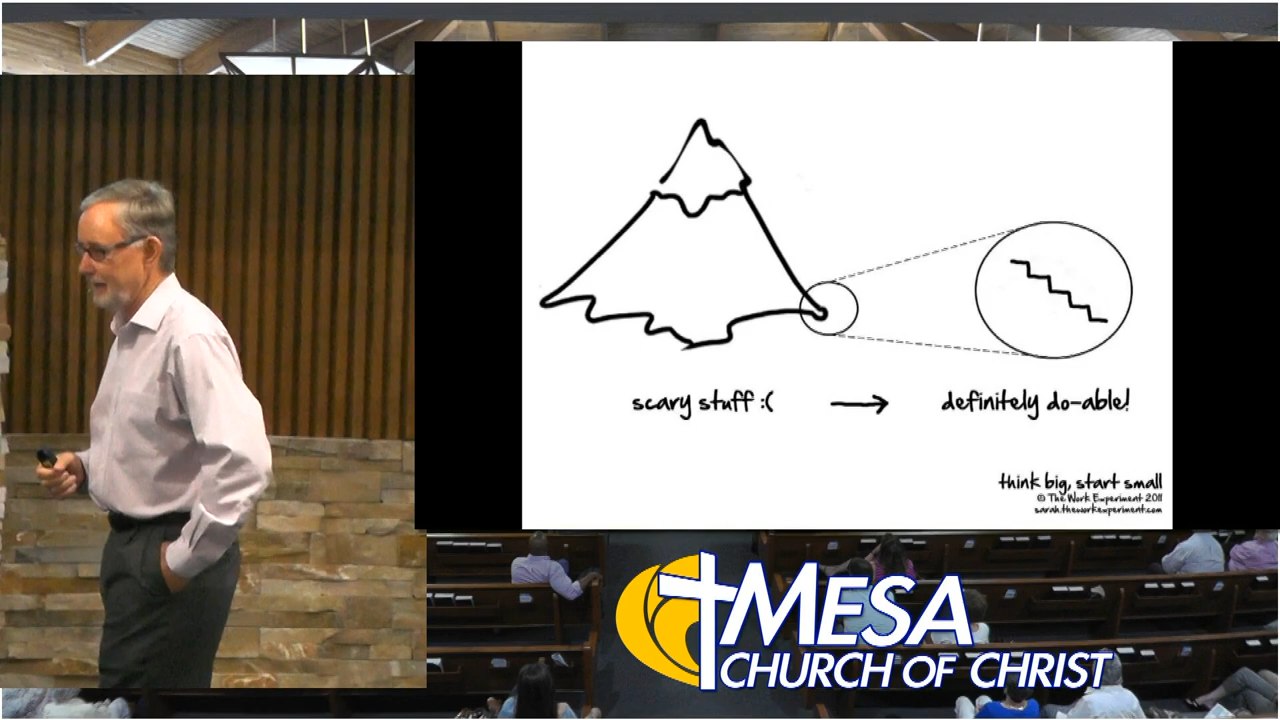 scary stuff :(
definitely do-able!
think big, start small
© The Work Experiment 2011
sarah.theworkexperiment.com
MESA
CHURCH OF CHRIST